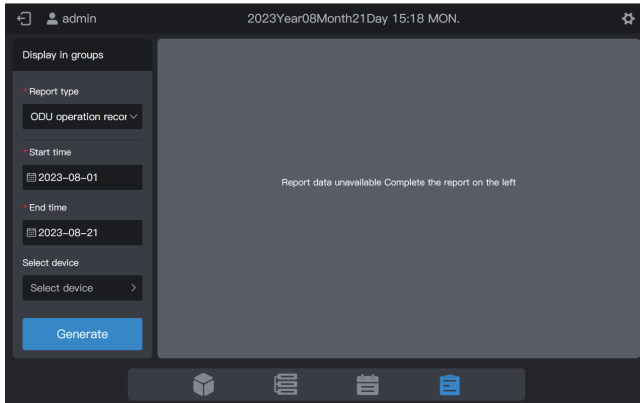 admin
2023Year08Month21Day 15:18 MON.
Display in groups
*Report type
ODU operation recor
*Start time
2023-08-01
*End time
2023-08-21
Select device
Select device
Generate
Report data unavailable Complete the report on the left